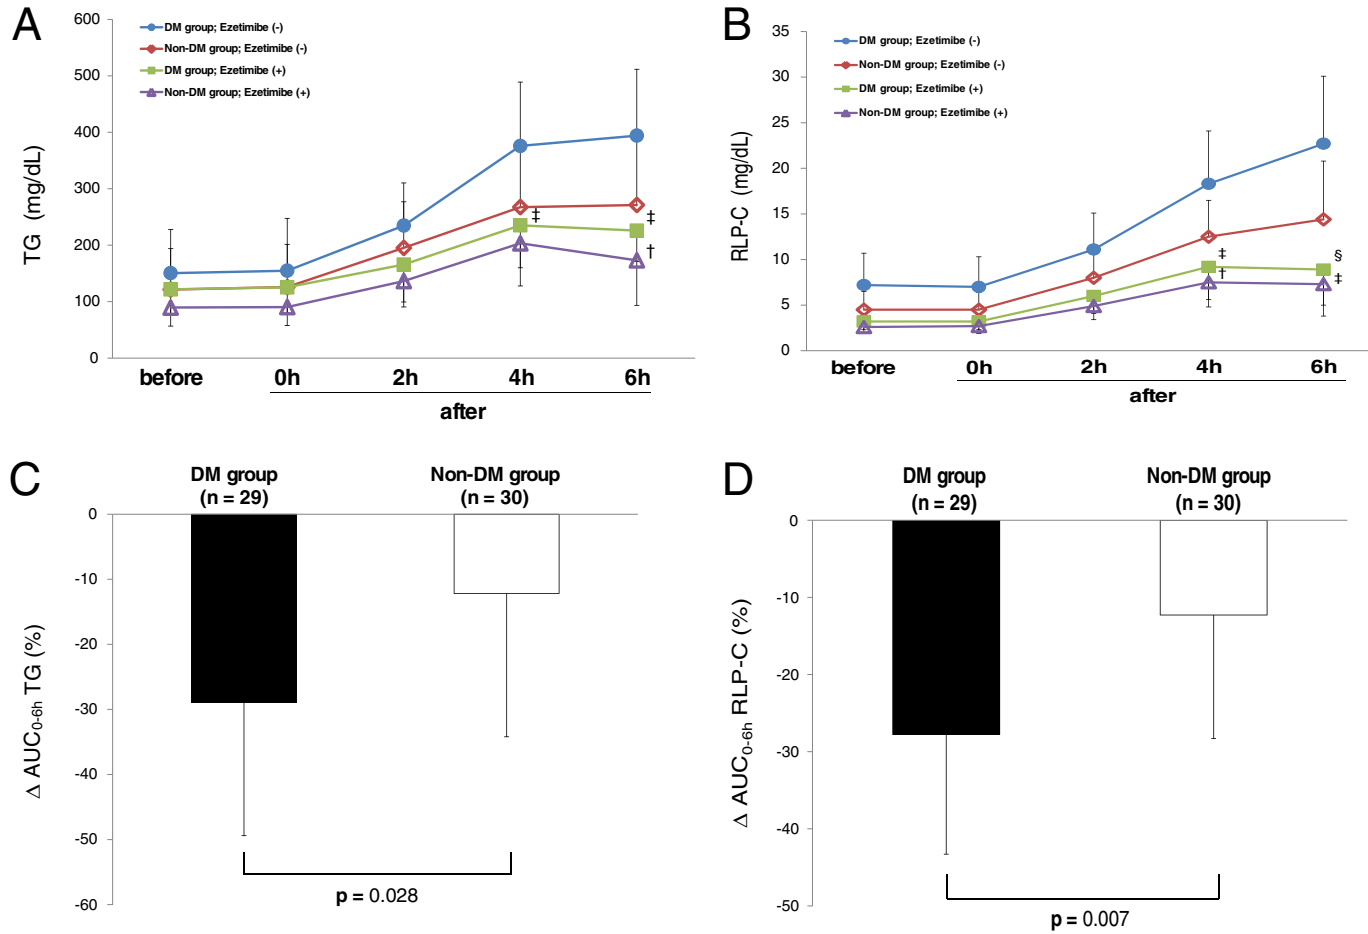 A
DM group; Ezetimibe (-)
Non-DM group; Ezetimibe (-)
DM group; Ezetimibe (+)
Non-DM group; Ezetimibe (+)
TG (mg/dL)
600
500
400
300
200
100
0
‡
‡
†
before 0h 2h 4h 6h
after
B
DM group; Ezetimibe (-)
Non-DM group; Ezetimibe (-)
DM group; Ezetimibe (+)
Non-DM group; Ezetimibe (+)
RLP-C (mg/dL)
35
30
25
20
15
10
5
0
‡
†
§
‡
before 0h 2h 4h 6h
after
C
DM group
(n = 29)
Non-DM group
(n = 30)
Δ AUC0-6h TG (%)
0
-10
-20
-30
-40
-50
-60
p = 0.028
D
DM group
(n = 29)
Non-DM group
(n = 30)
Δ AUC0-6h RLP-C (%)
0
-10
-20
-30
-40
-50
p = 0.007